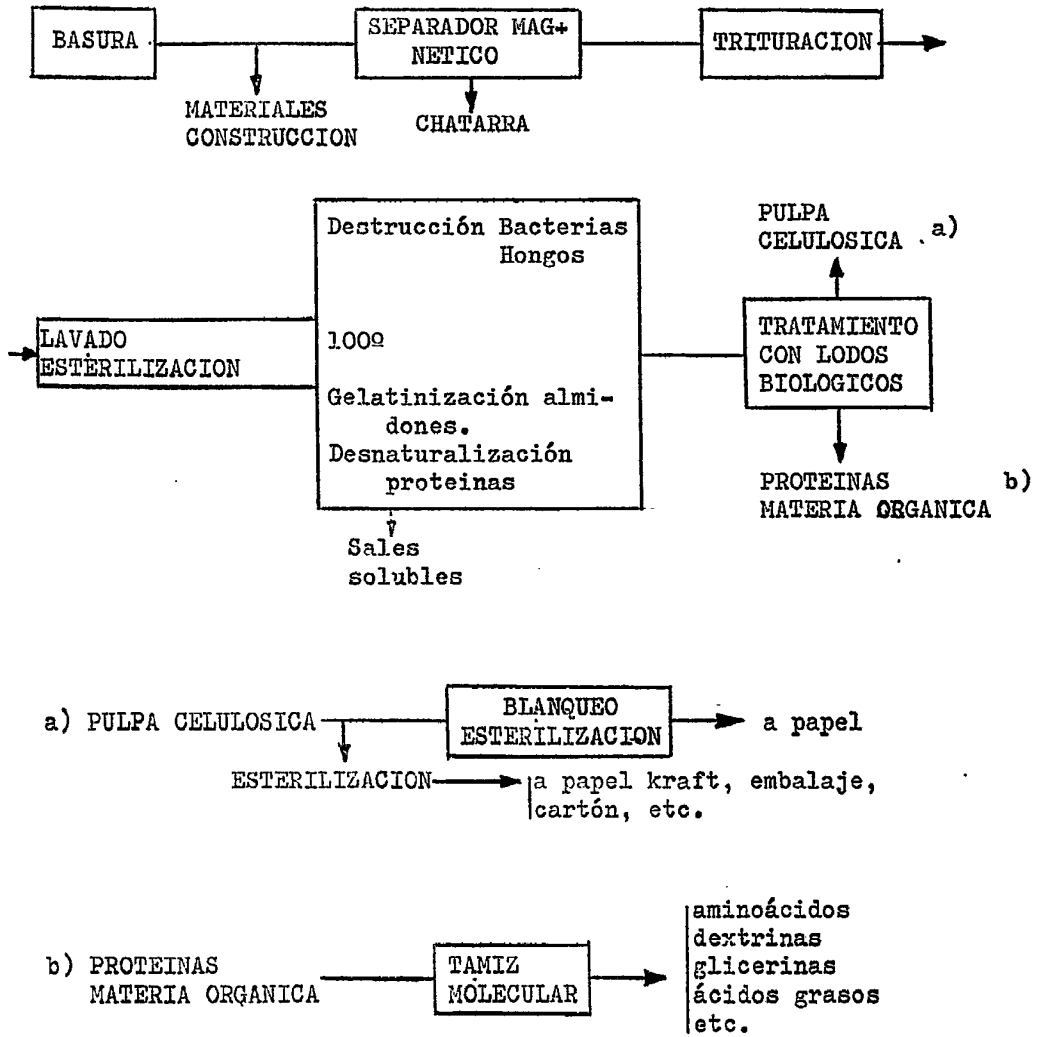 BASURA
SEPARADOR MAG+
NETICO
TRITURACION
MATERIALES
CONSTRUCCION
CHATARRA
LAVADO
ESTERILIZACION
Destrucción Bacterias
Hongos
100º
Gelatinización almi-
dones.
Desnaturalización
proteinas
Sales
solubles
PULPA
CELULOSICA a)
TRATAMIENTO
CON LODOS
BIOLOGICOS
PROTEINAS b)
MATERIA ORGANICA
a) PULPA CELULOSICA
BLANQUEO
ESTERILIZACION
a papel
ESTERILIZACION
a papel kraft, embalaje,
cartón, etc.
b) PROTEINAS
MATERIA ORGANICA
TAMIZ
MOLECULAR
aminoácidos
dextrinas
glicerinas
ácidos grasos
etc.